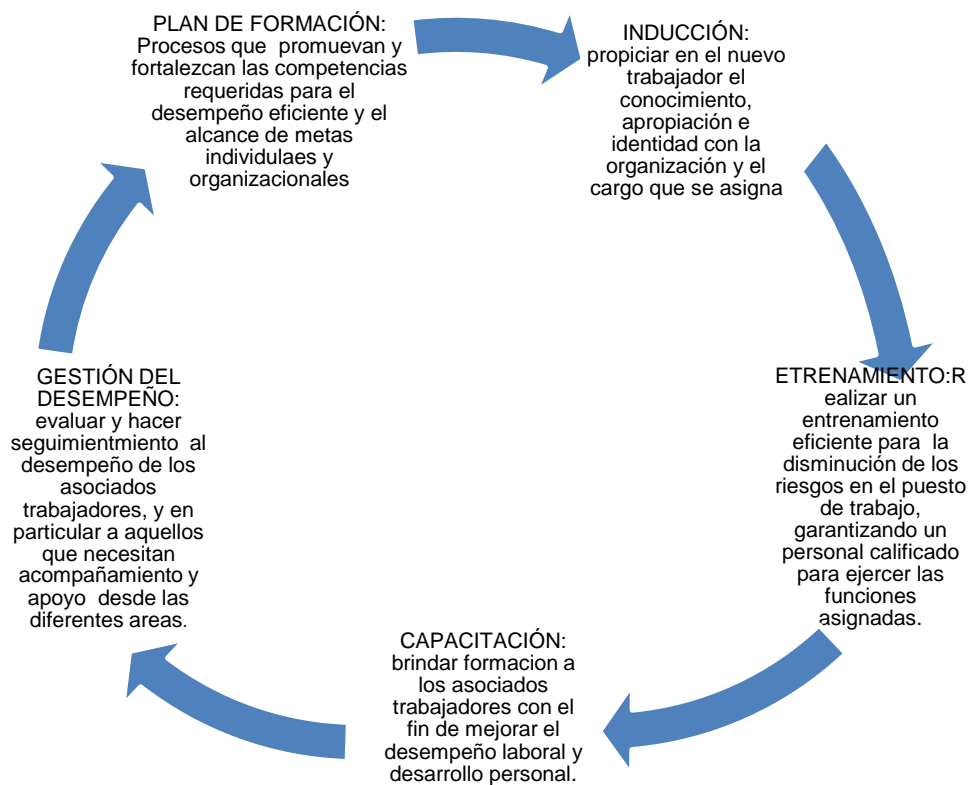 PLAN DE FORMACIÓN:
Procesos que promuevan y
fortalezcan las competencias
requeridas para el
desempeño eficiente y el
alcance de metas
individulaes y
organizacionales
INDUCCIÓN:
propiciar en el nuevo
trabajador el
conocimiento,
apropiación e
identidad con la
organización y el
cargo que se asigna
ETRENAMIENTO:R
ealizar un
entrenamiento
eficiente para la
disminución de los
riesgos en el puesto
de trabajo,
garantizando un
personal calificado
para ejercer las
funciones
asignadas.
CAPACITACIÓN:
brindar formacion a
los asociados
trabajadores con el
fin de mejorar el
desempeño laboral y
desarrollo personal.
GESTIÓN DEL
DESEMPEÑO:
evaluar y hacer
seguimientmiento al
desempeño de los
asociados
trabajadores, y en
particular a aquellos
que necesitan
acompañamiento y
apoyo desde las
diferentes areas.